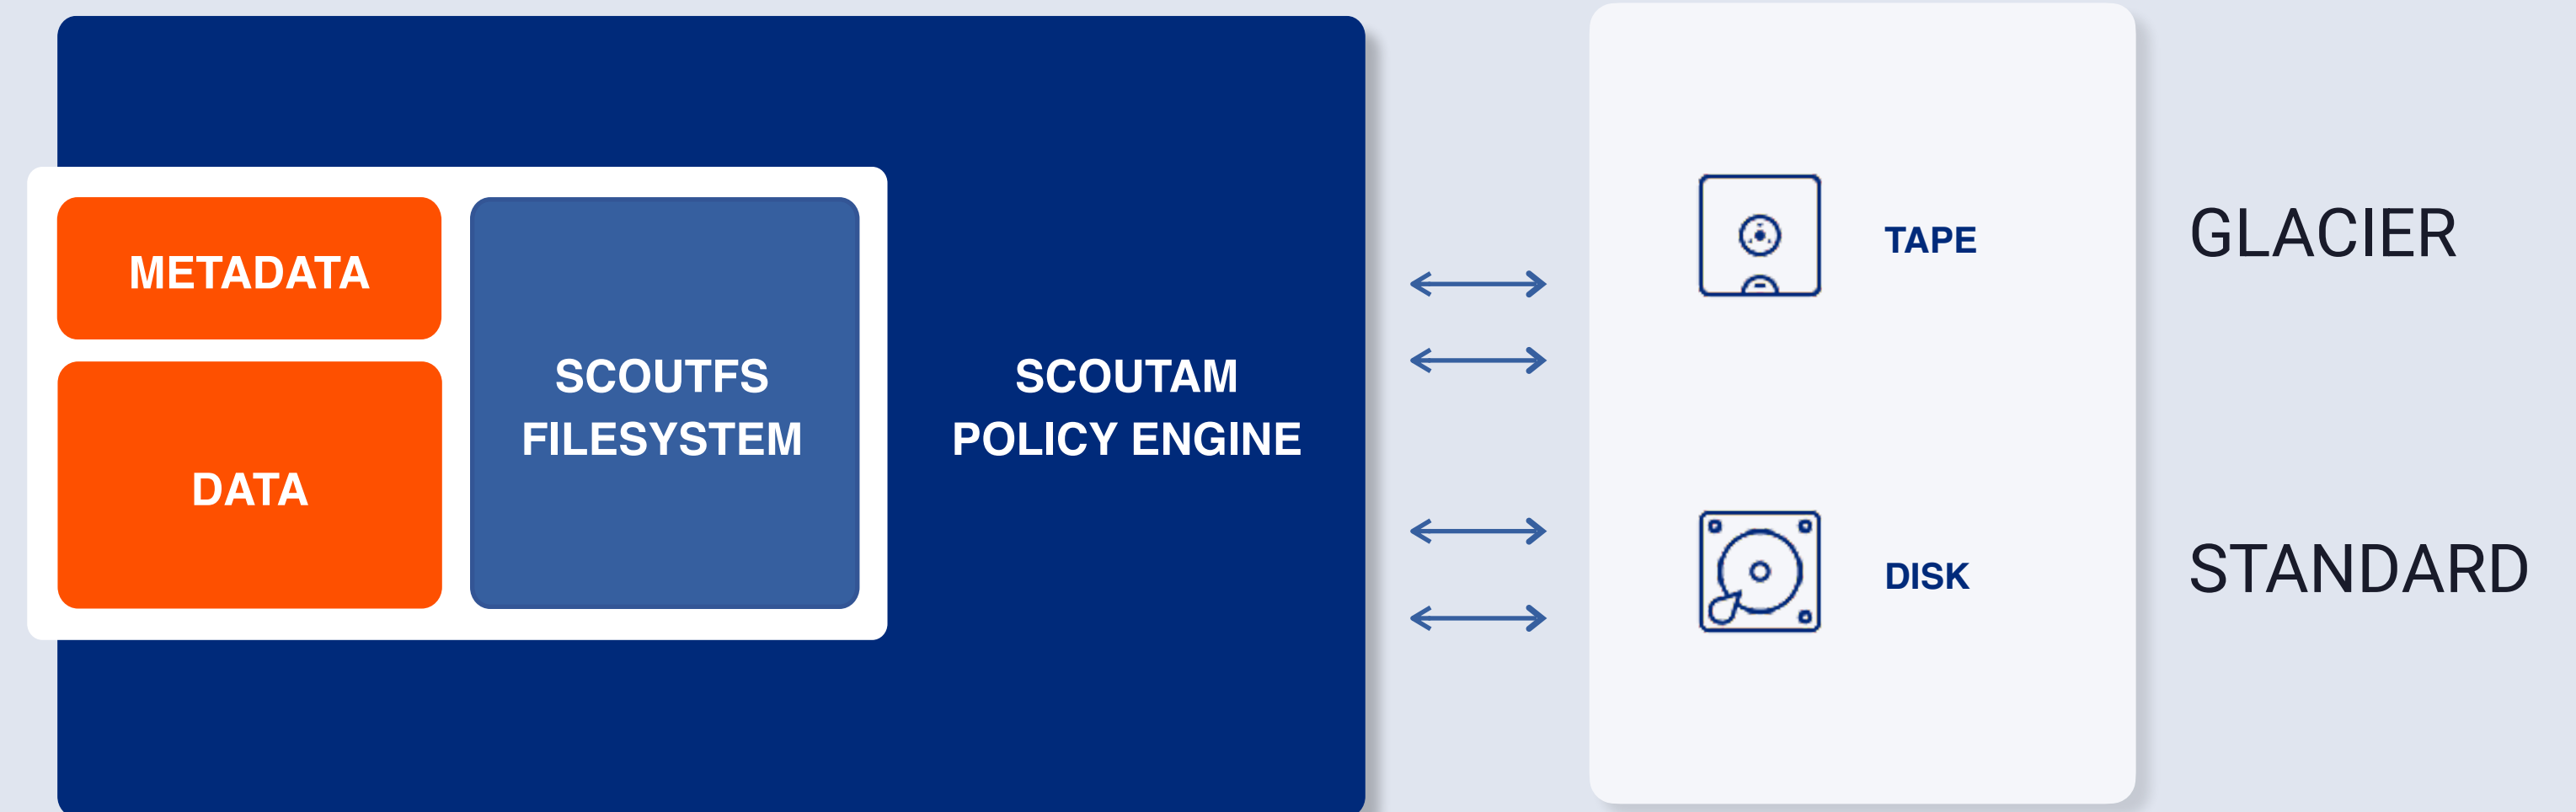 METADATA
DATA
SCOUTFS
FILESYSTEM
SCOUTAM
POLICY ENGINE
TAPE
GLACIER
DISK
STANDARD